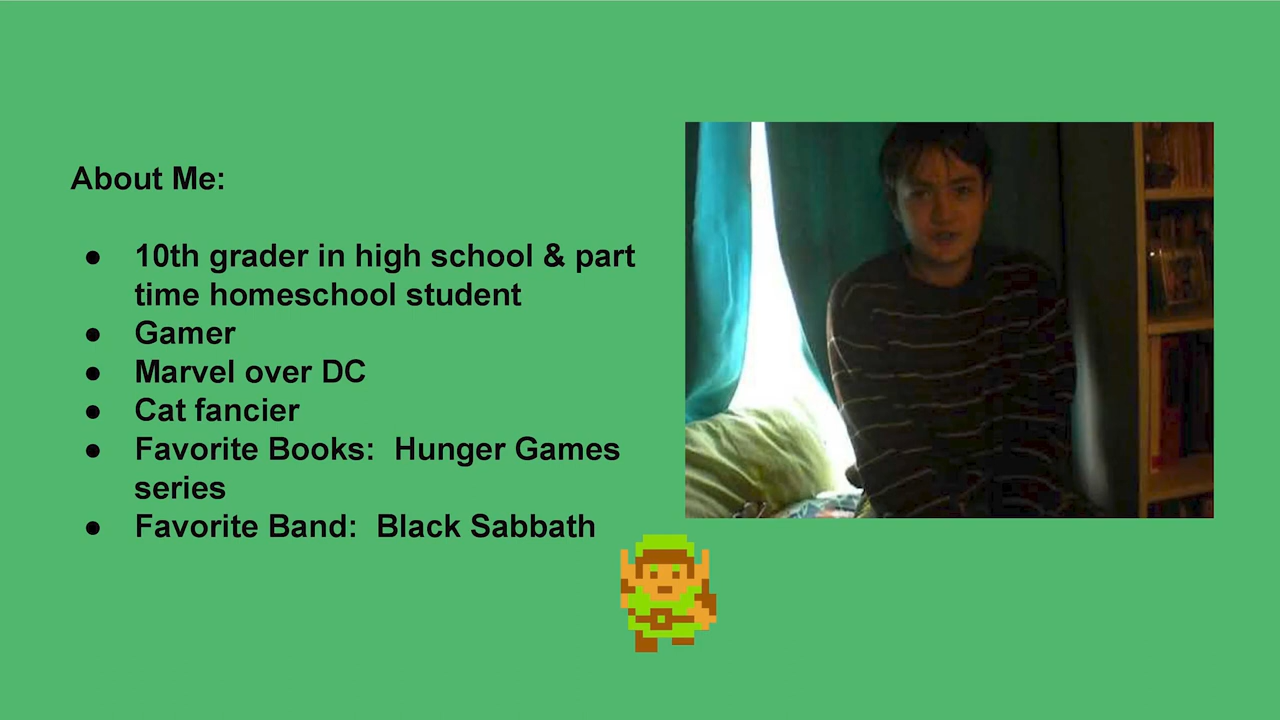 About Me:
● 10th grader in high school & part
time homeschool student
● Gamer
● Marvel over DC
● Cat fancier
● Favorite Books:  Hunger Games
series
● Favorite Band:  Black Sabbath